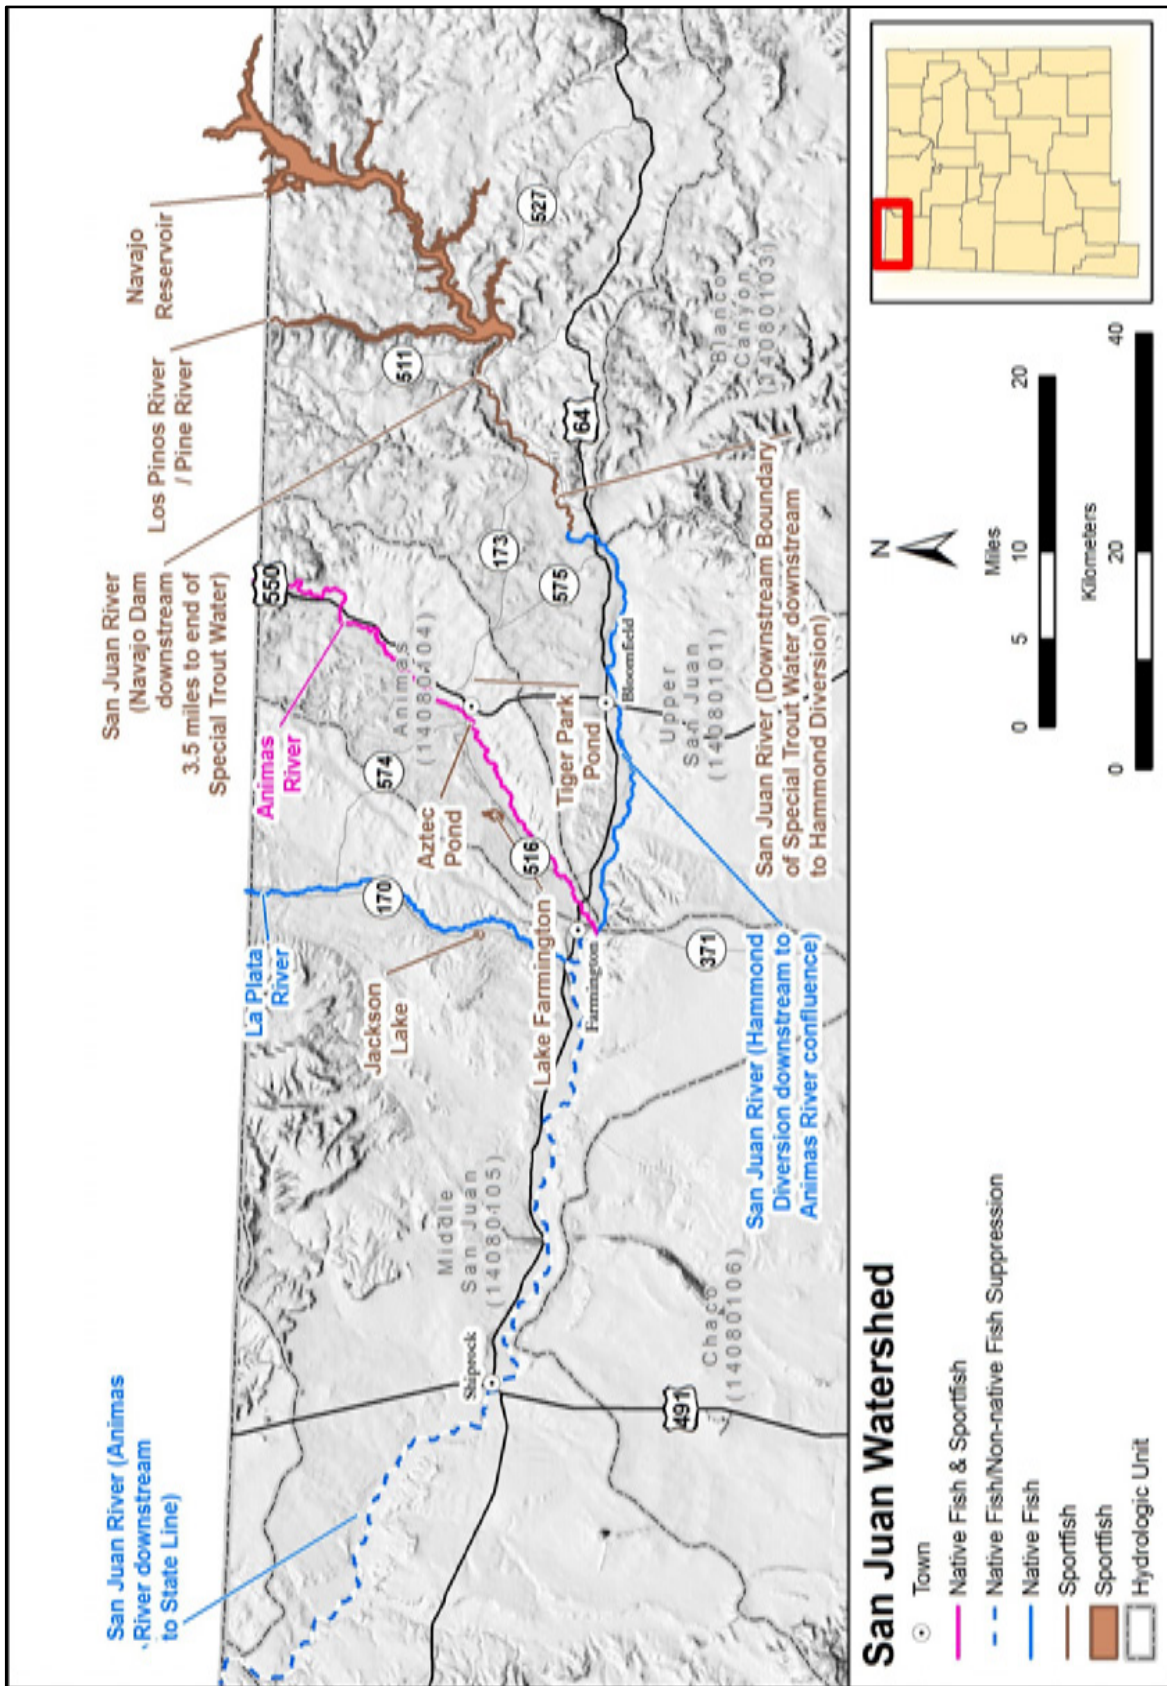 San Juan River (Animas
River downstream
to State Line)
La Plata
River
Animas
River
San Juan River
(Navajo Dam
downstream
3.5 miles to end of
Special Trout Water)
Los Pinos River
/ Pine River
Navajo
Reservoir
550
574
170
511
527
173
575
516
64
371
491
Jackson
Lake
Aztec
Pond
Lake Farmington
Tiger Park
Pond
Animas
(14080104)
Middle
San Juan
(14080105)
Upper
San Juan
(14080101)
Blanco
Canyon
(14080103)
Chaco
(14080106)
Shiprock
Farmington
Bloomfield
San Juan River (Hammond
Diversion downstream to
Animas River confluence)
San Juan River (Downstream Boundary
of Special Trout Water downstream
to Hammond Diversion)
San Juan Watershed
Town
Native Fish & Sportfish
Native Fish/Non-native Fish Suppression
Native Fish
Sportfish
Sportfish
Hydrologic Unit
N
Miles
0 5 10 20
Kilometers
0 20 40